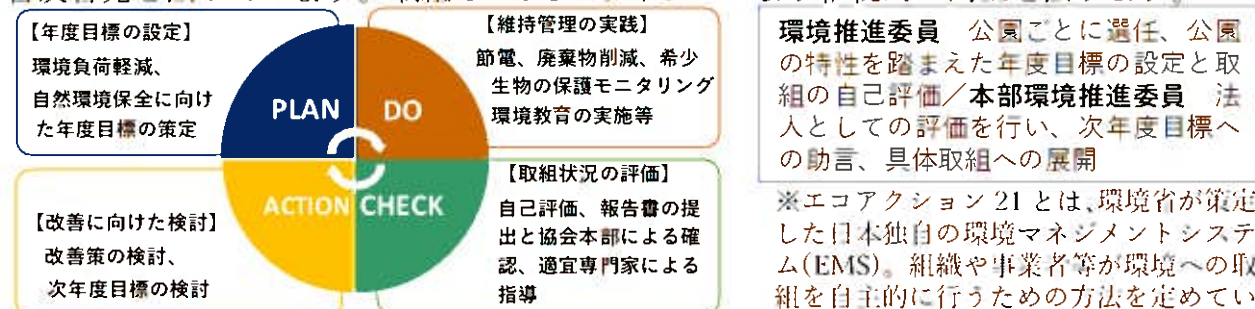 【年度目標の設定】
環境負荷軽減、
自然環境保全に向け
た年度目標の策定
PLAN
DO
【維持管理の実践】
節電、廃棄物削減、希少
生物の保護モニタリング
環境教育の実施等
【改善に向けた検討】
改善策の検討、
次年度目標の検討
ACTION
CHECK
【取組状況の評価】
自己評価、報告書の提
出と協会本部による確
認、適宜専門家による
指導
環境推進委員　公園ごとに選任、公園
の特性を踏まえた年度目標の設定と取
組の自己評価／本部環境推進委員　法
人としての評価を行い、次年度目標へ
の助言、具体取組への展開
※エコアクション 21 とは、環境省が策定
した日本独自の環境マネジメントシステ
ム(EMS)。組織や事業者等が環境への取
組を自主的に行うための方法を定めてい